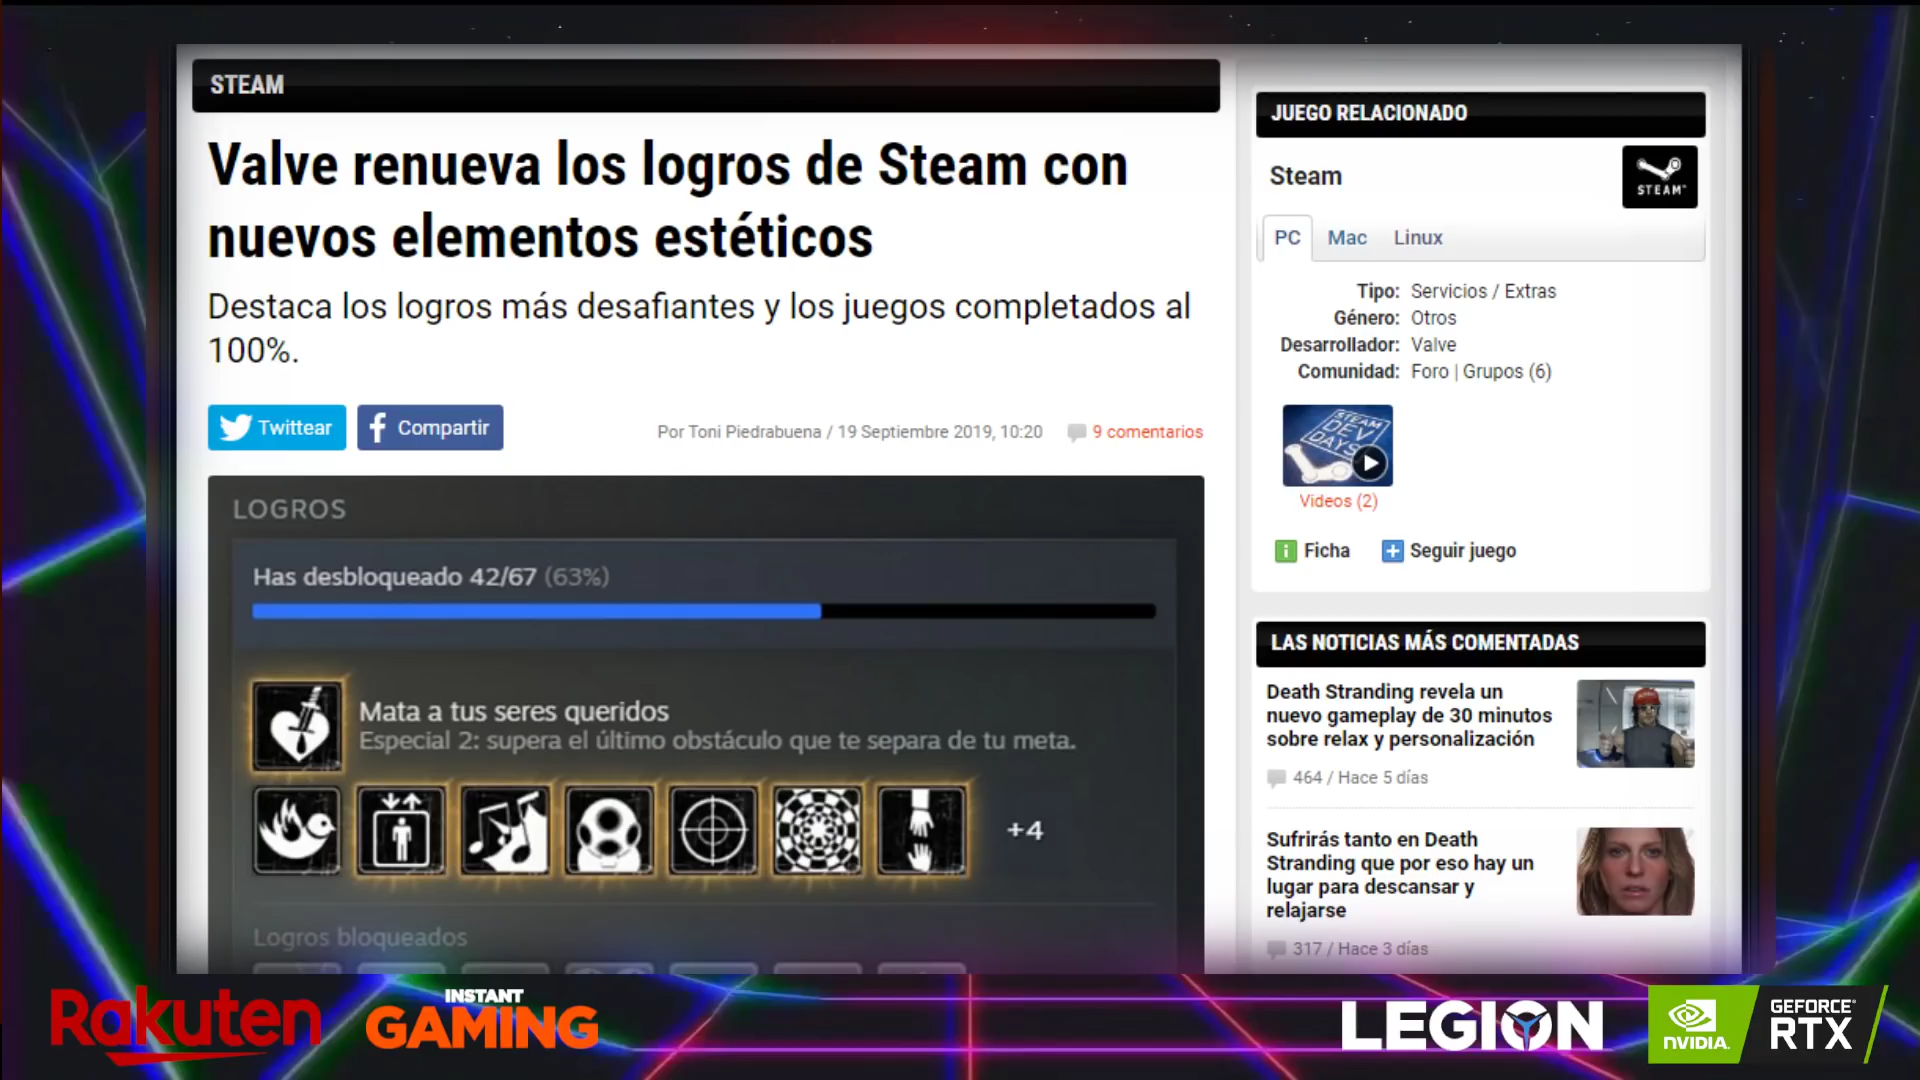 STEAM
Valve renueva los logros de Steam con
nuevos elementos estéticos
Destaca los logros más desafiantes y los juegos completados al
100%.
Twittear
Compartir
Por Toni Piedrabuena / 19 Septiembre 2019, 10:20
9 comentarios
LOGROS
Has desbloqueado 42/67 (63%)
Mata a tus seres queridos
Especial 2: supera el último obstáculo que te separa de tu meta.
+4
Logros bloqueados
JUEGO RELACIONADO
Steam
STEAM™
PC Mac Linux
Tipo: Servicios / Extras
Género: Otros
Desarrollador: Valve
Comunidad: Foro | Grupos (6)
STEAM
DEV
DAYS
Videos (2)
Ficha
Seguir juego
LAS NOTICIAS MÁS COMENTADAS
Death Stranding revela un
nuevo gameplay de 30 minutos
sobre relax y personalización
464 / Hace 5 días
Sufrirás tanto en Death
Stranding que por eso hay un
lugar para descansar y
relajarse
317 / Hace 3 días
Rakuten
INSTANT
GAMING
LEGION
NVIDIA.
GEFORCE®
RTX